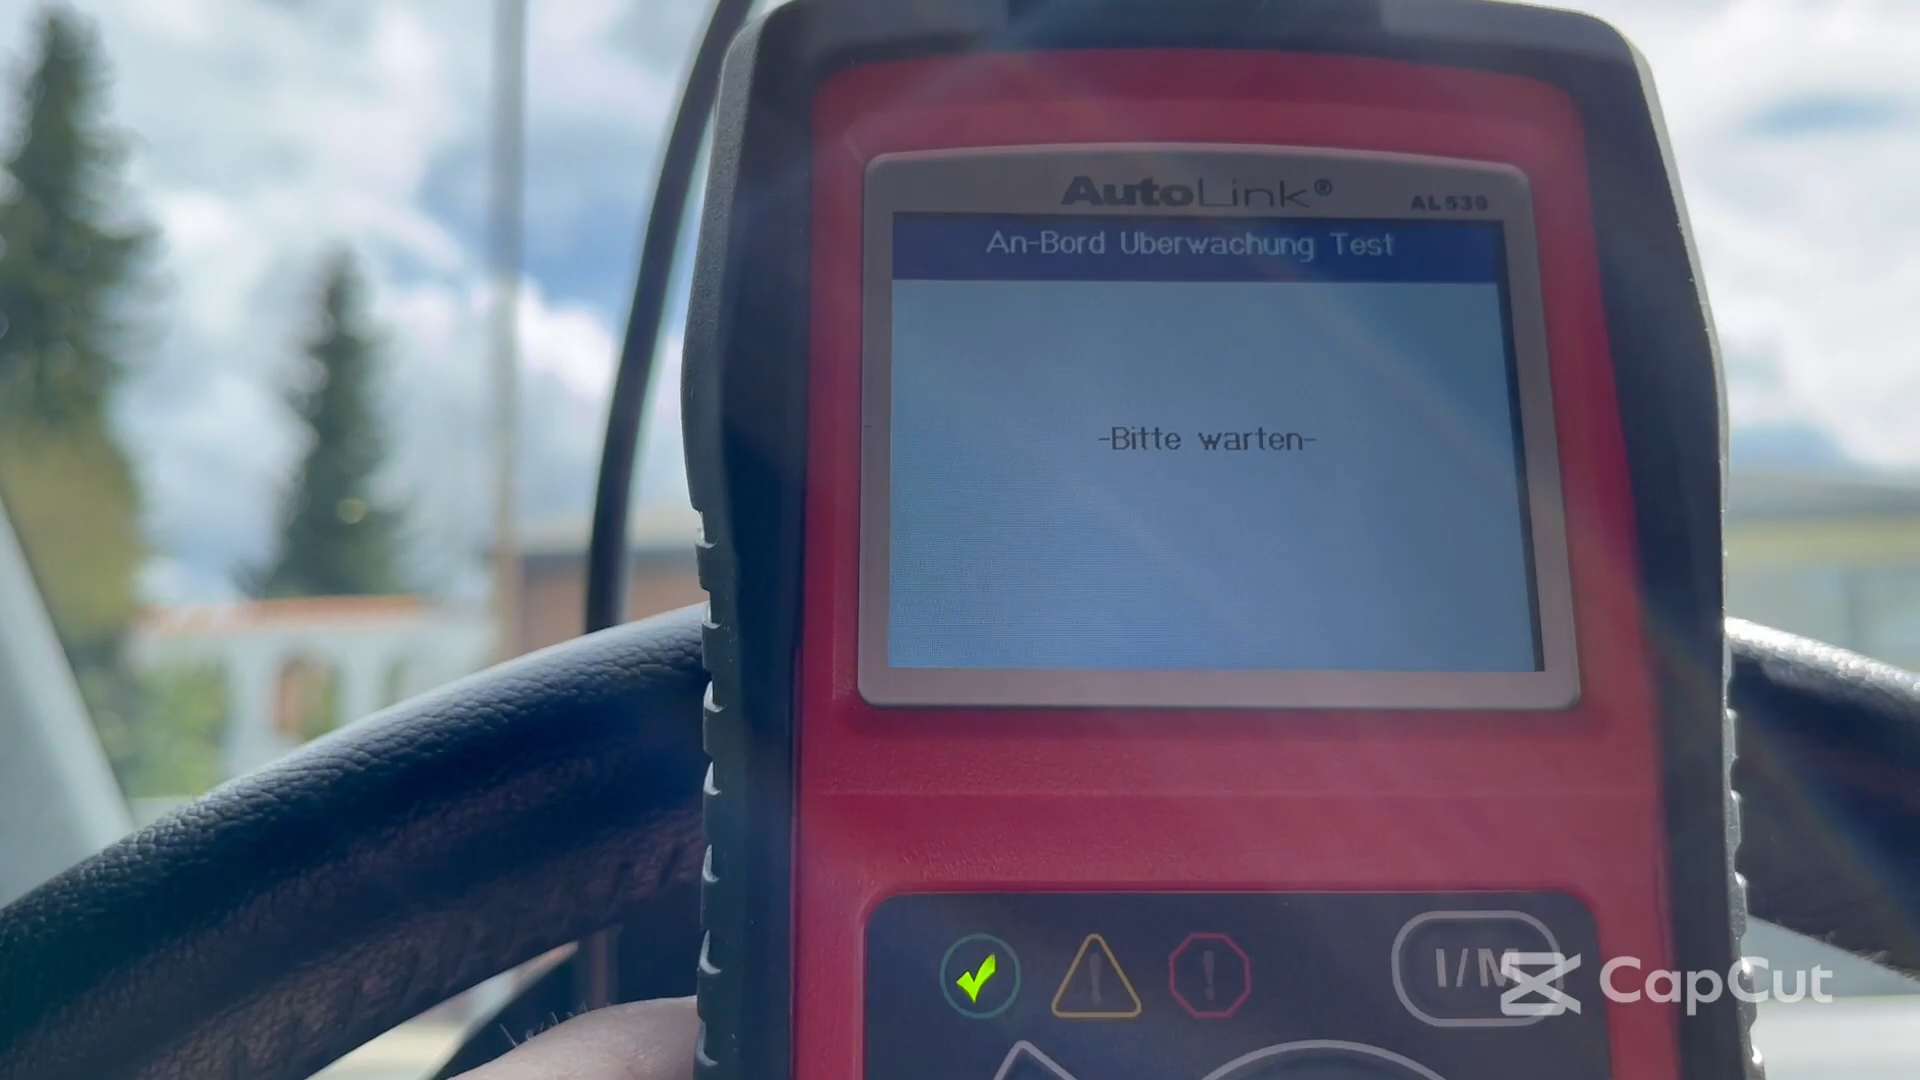 AutoLink®
AL539
An-Bord Uberwachung Test
-Bitte warten-
I/M
CapCut